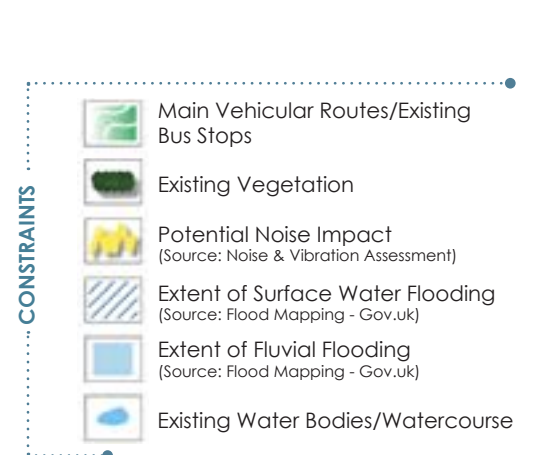 CONSTRAINTS
Main Vehicular Routes/Existing
Bus Stops
Existing Vegetation
Potential Noise Impact
(Source: Noise & Vibration Assessment)
Extent of Surface Water Flooding
(Source: Flood Mapping - Gov.uk)
Extent of Fluvial Flooding
(Source: Flood Mapping - Gov.uk)
Existing Water Bodies/Watercourse